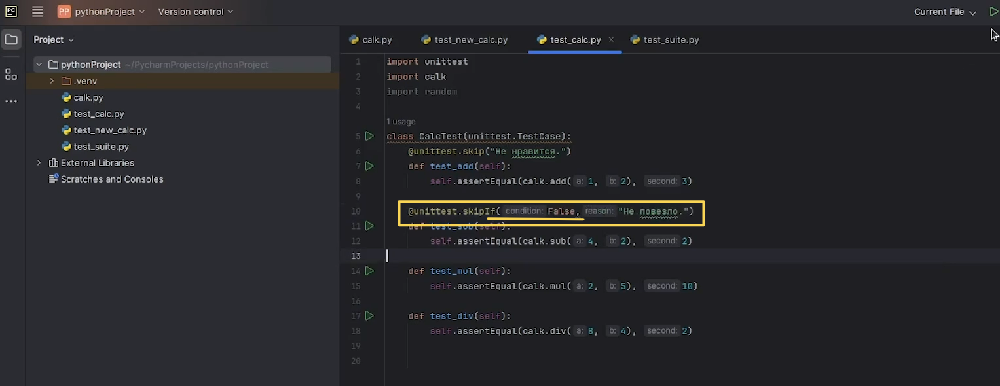 PC
PP pythonProject Version control Current File
Project
calk.py test_new_calc.py test_calc.py test_suite.py
pythonProject ~/PycharmProjects/pythonProject
.venv
calk.py
test_calc.py
test_new_calc.py
test_suite.py
External Libraries
Scratches and Consoles
1 import unittest
2 import calk
3 import random
4
1 usage
5 class CalcTest(unittest.TestCase):
6 @unittest.skip("Не нравится.")
7 def test_add(self):
8 self.assertEqual(calk.add( a: 1, b: 2), second: 3)
9
10 @unittest.skipIf( condition: False, reason: "Не повезло.")
11 def test_sub(self):
12 self.assertEqual(calk.sub( a: 4, b: 2), second: 2)
13
14 def test_mul(self):
15 self.assertEqual(calk.mul( a: 2, b: 5), second: 10)
16
17 def test_div(self):
18 self.assertEqual(calk.div( a: 8, b: 4), second: 2)
19
20